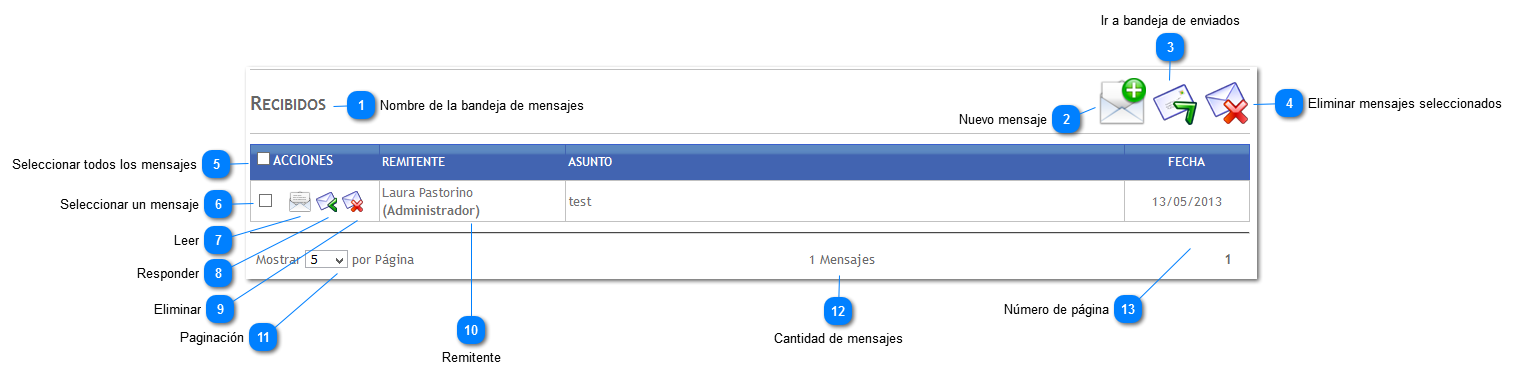 Ir a bandeja de enviados
3
RECIBIDOS
1 Nombre de la bandeja de mensajes
Nuevo mensaje 2
4 Eliminar mensajes seleccionados
Seleccionar todos los mensajes 5
ACCIONES REMITENTE ASUNTO FECHA
Seleccionar un mensaje 6
Laura Pastorino
(Administrador)
test
13/05/2013
Leer 7
Mostrar 5 por Página
1 Mensajes
1
Responder 8
Eliminar 9
Paginación 11
10
Remitente
12
Cantidad de mensajes
Número de página 13